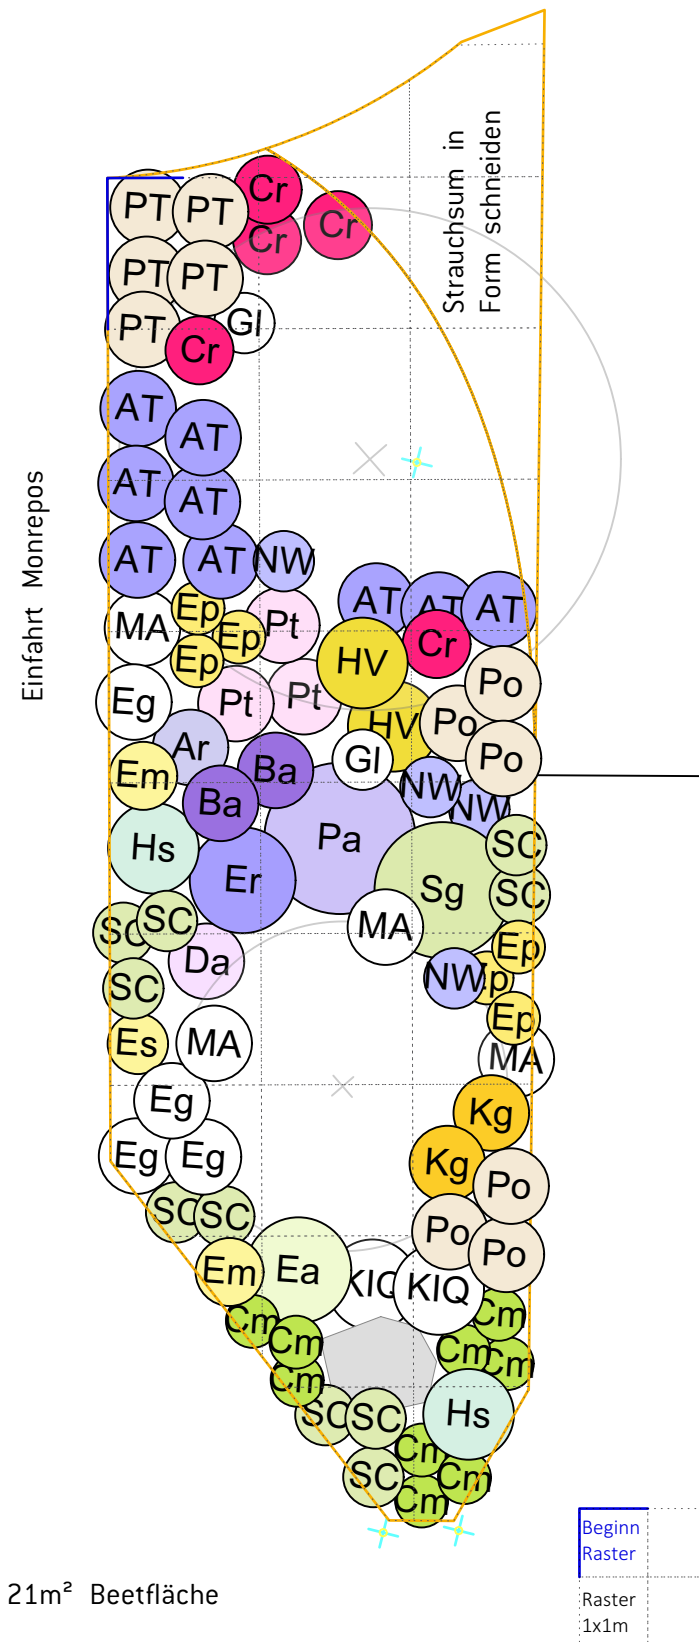 Strauchsum in
Form schneiden
Cr
PT PT
Cr Cr
PT PT
PT Gl
Cr
AT
AT
AT
AT
AT AT NW
AT AT AT
Ep
MA Ep Pt
Cr
Ep HV
Po
Eg Pt Pt
HV Po
Ar Gl Po
Em Ba NW
Ba NW
Pa
Hs SC
Er Sg SC
SC SC MA
Ep
Da NW Ep
SC
Ep
Es MA MA
Eg Kg
Eg Eg Kg
Po
SC SC Po
Po
Em Ea KIQ KIQ
Cm Cm
Cm Cm Cm
Cm
SC SC Hs
Cm
SC Cm
Cm
Einfahrt Monrepos
21m² Beetfläche
Beginn
Raster
Raster
1x1m